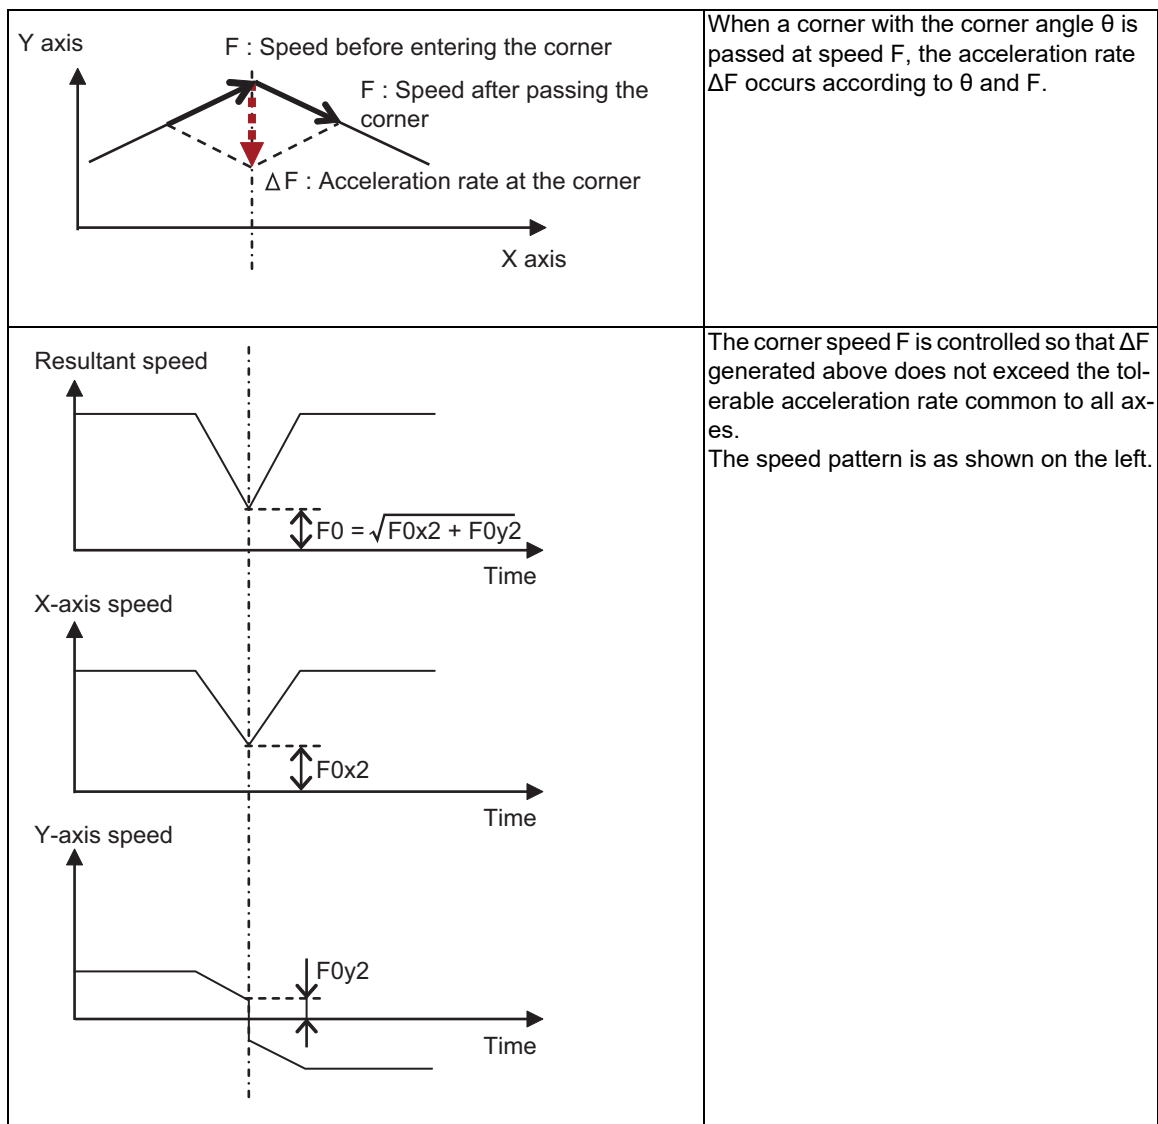 Y axis
F : Speed before entering the corner
F : Speed after passing the
corner
Δ F : Acceleration rate at the corner
X axis
When a corner with the corner angle θ is
passed at speed F, the acceleration rate
ΔF occurs according to θ and F.
Resultant speed
F0 = √F0x2 + F0y2
Time
X-axis speed
F0x2
Time
Y-axis speed
F0y2
Time
The corner speed F is controlled so that ΔF
generated above does not exceed the tol-
erable acceleration rate common to all ax-
es.
The speed pattern is as shown on the left.